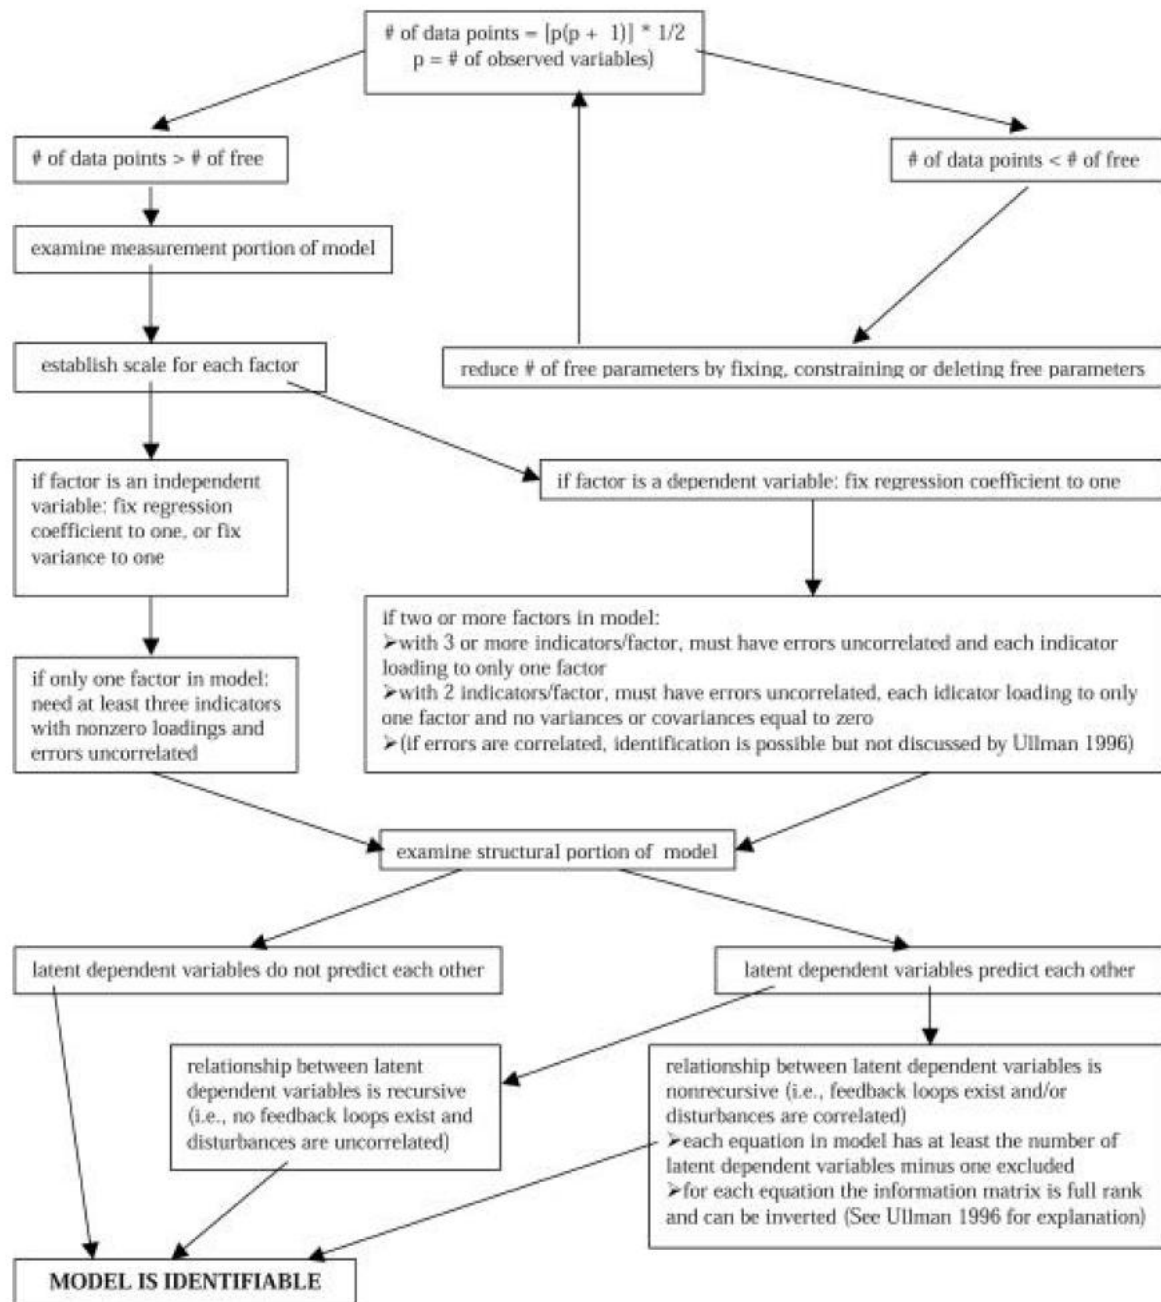 # of data points = [p(p + 1)] * 1/2
p = # of observed variables)
# of data points > # of free
# of data points < # of free
examine measurement portion of model
establish scale for each factor
reduce # of free parameters by fixing, constraining or deleting free parameters
if factor is an independent
variable: fix regression
coefficient to one, or fix
variance to one
if factor is a dependent variable: fix regression coefficient to one
if only one factor in model:
need at least three indicators
with nonzero loadings and
errors uncorrelated
if two or more factors in model:
➢with 3 or more indicators/factor, must have errors uncorrelated and each indicator
loading to only one factor
➢with 2 indicators/factor, must have errors uncorrelated, each idicator loading to only
one factor and no variances or covariances equal to zero
➢(if errors are correlated, identification is possible but not discussed by Ullman 1996)
examine structural portion of model
latent dependent variables do not predict each other
latent dependent variables predict each other
relationship between latent
dependent variables is recursive
(i.e., no feedback loops exist and
disturbances are uncorrelated)
relationship between latent dependent variables is
nonrecursive (i.e., feedback loops exist and/or
disturbances are correlated)
➢each equation in model has at least the number of
latent dependent variables minus one excluded
➢for each equation the information matrix is full rank
and can be inverted (See Ullman 1996 for explanation)
MODEL IS IDENTIFIABLE